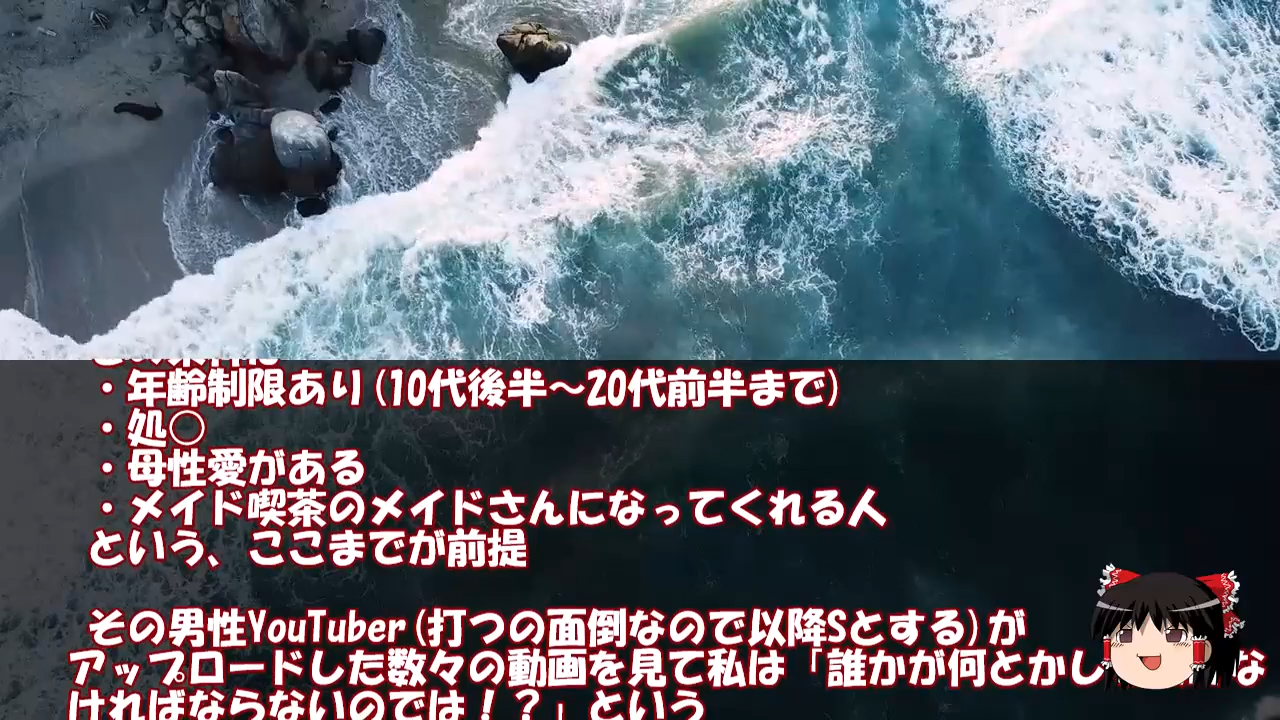 ・年齢制限あり(10代後半～20代前半まで)
・処○
・母性愛がある
・メイド喫茶のメイドさんになってくれる人
という、ここまでが前提
その男性YouTuber(打つの面倒なので以降Sとする)が
アップロードした数々の動画を見て私は「誰かが何とかし な
ければならないのでは！？」という